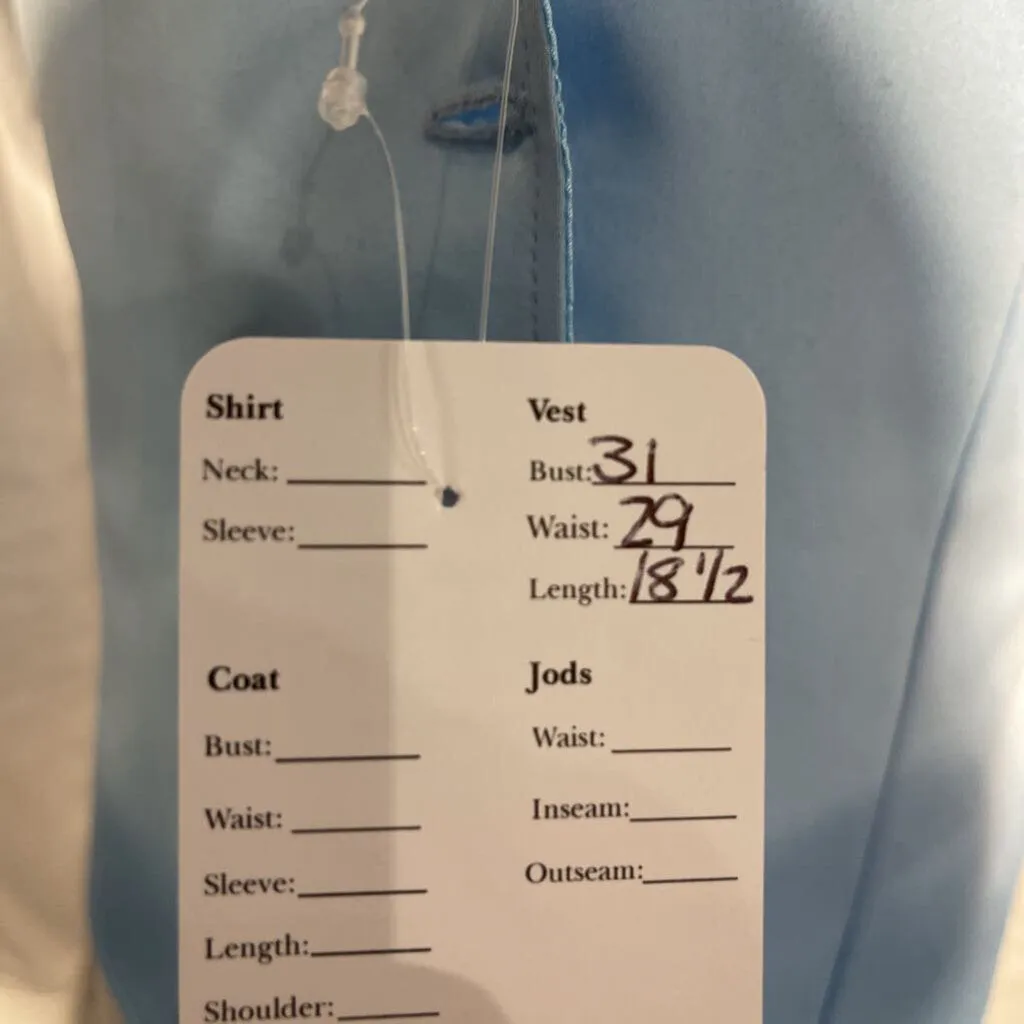 Shirt
Neck:
Sleeve:
Vest
Bust: 31
Waist: 29
Length: 18 1/2
Coat
Bust:
Waist:
Sleeve:
Length:
Shoulder:
Jods
Waist:
Inseam:
Outseam: